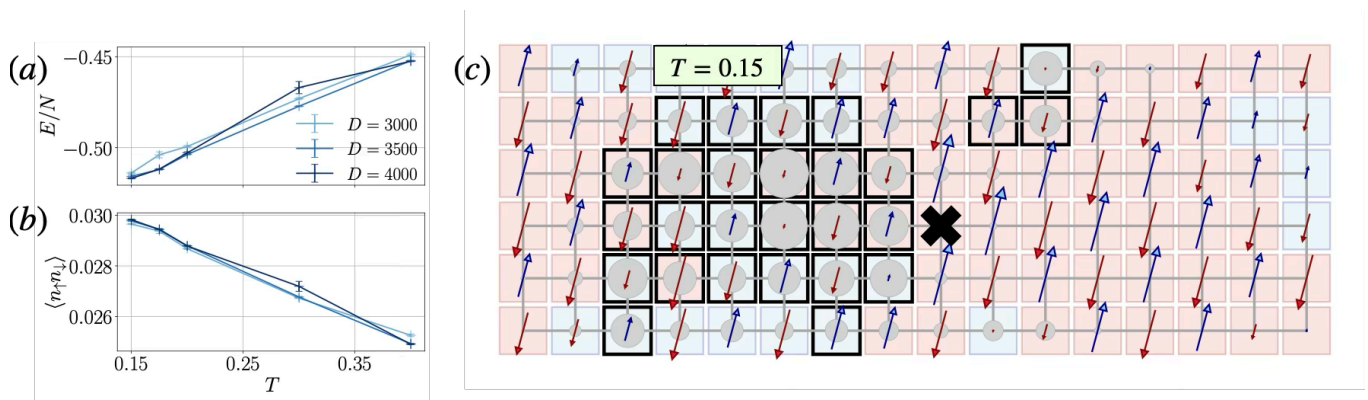 (a)
E/N
−0.45
−0.50
D = 3000
D = 3500
D = 4000
(b)
⟨n↑n↓⟩
0.030
0.028
0.026
0.15
0.25
0.35
T
(c)
T = 0.15